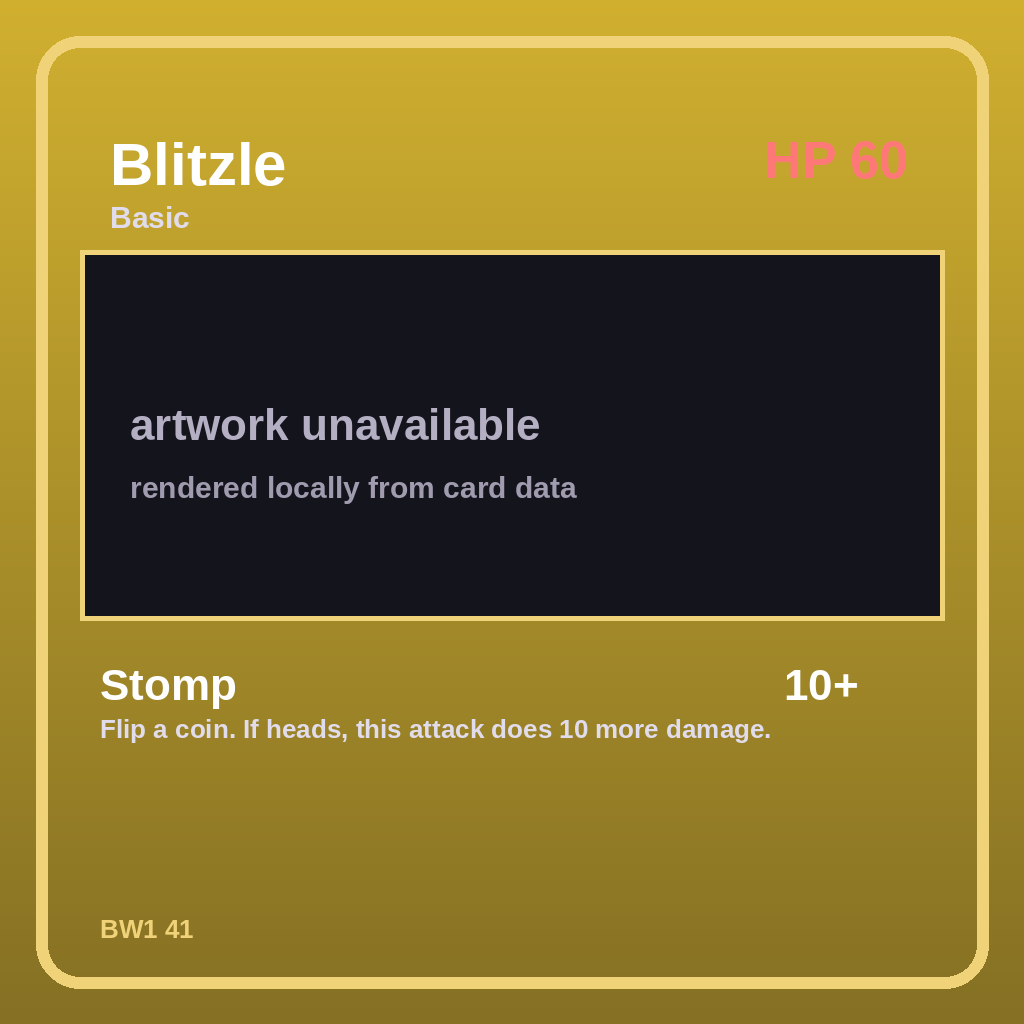 Blitzle
HP 60
Basic
artwork unavailable
rendered locally from card data
Stomp
10+
Flip a coin. If heads, this attack does 10 more damage.
BW1 41